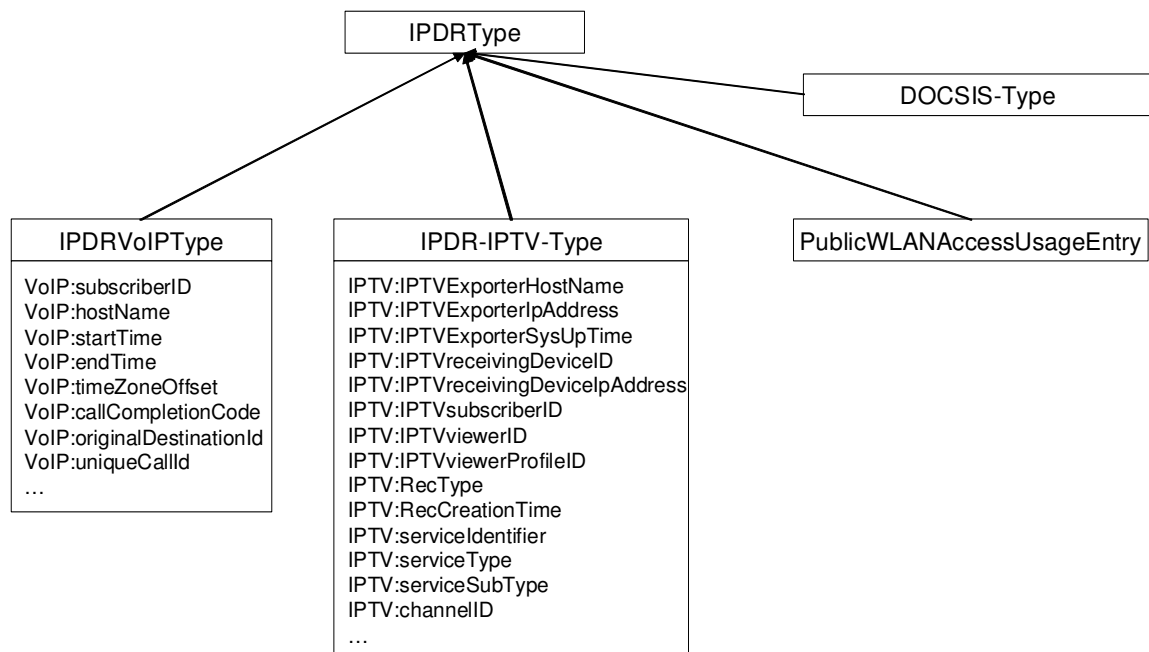 IPDRType
DOCSIS-Type
IPDRVoIPType
VoIP:subscriberID
VoIP:hostName
VoIP:startTime
VoIP:endTime
VoIP:timeZoneOffset
VoIP:callCompletionCode
VoIP:originalDestinationId
VoIP:uniqueCallId
…
IPDR-IPTV-Type
IPTV:IPTVExporterHostName
IPTV:IPTVExporterIpAddress
IPTV:IPTVExporterSysUpTime
IPTV:IPTVreceivingDeviceID
IPTV:IPTVreceivingDeviceIpAddress
IPTV:IPTVsubscriberID
IPTV:IPTVviewerID
IPTV:IPTVviewerProfileID
IPTV:RecType
IPTV:RecCreationTime
IPTV:serviceIdentifier
IPTV:serviceType
IPTV:serviceSubType
IPTV:channelID
…
PublicWLANAccessUsageEntry